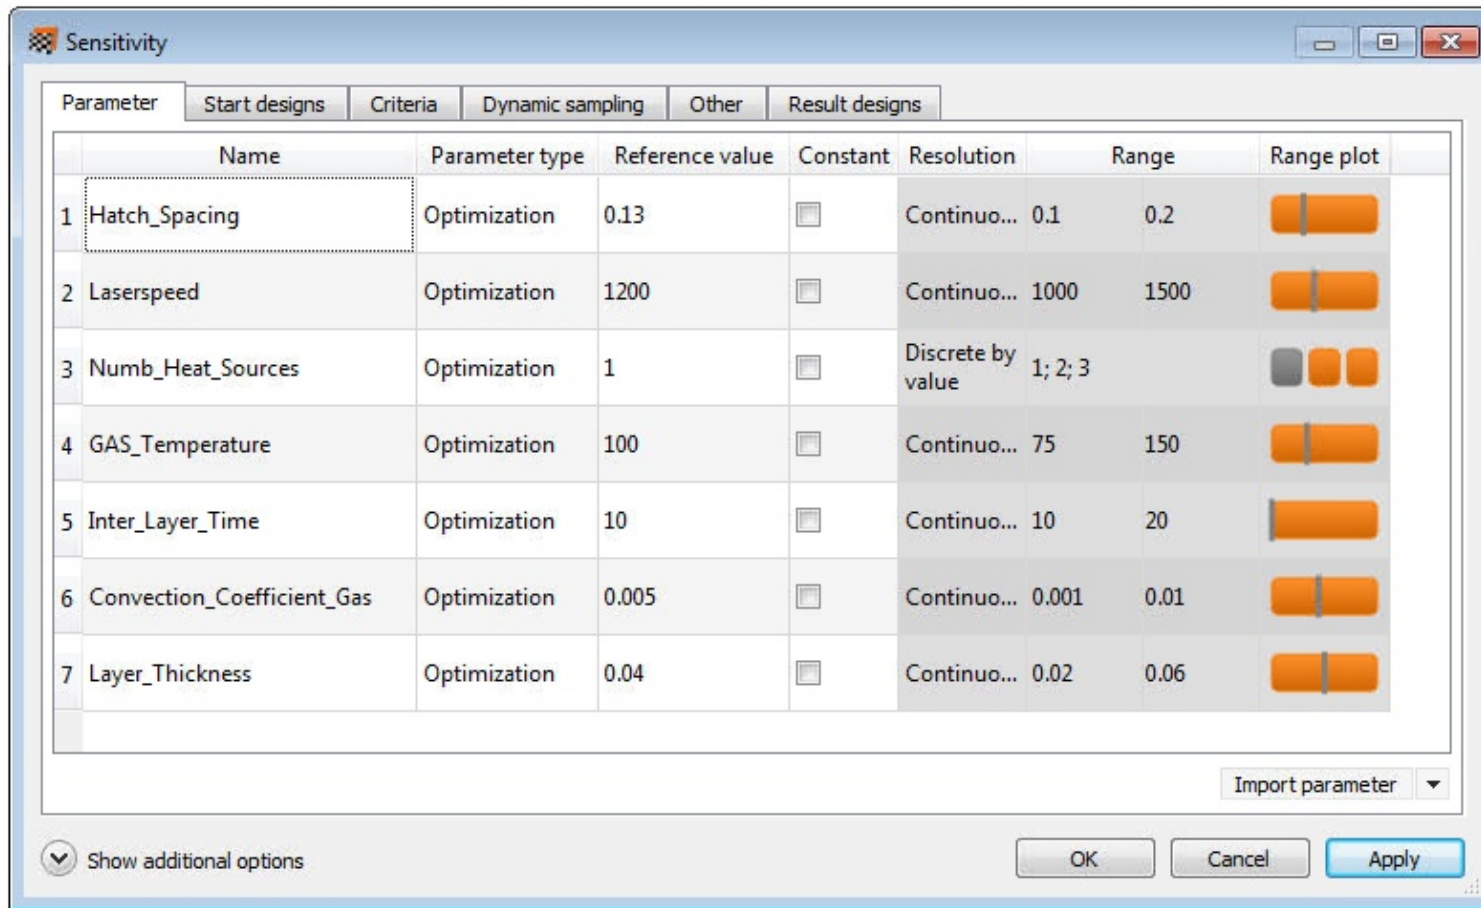 Sensitivity
Parameter Start designs Criteria Dynamic sampling Other Result designs
Name Parameter type Reference value Constant Resolution Range Range plot
1 Hatch_Spacing Optimization 0.13 Continuo... 0.1 0.2
2 Laserspeed Optimization 1200 Continuo... 1000 1500
3 Numb_Heat_Sources Optimization 1 Discrete by value 1; 2; 3
4 GAS_Temperature Optimization 100 Continuo... 75 150
5 Inter_Layer_Time Optimization 10 Continuo... 10 20
6 Convection_Coefficient_Gas Optimization 0.005 Continuo... 0.001 0.01
7 Layer_Thickness Optimization 0.04 Continuo... 0.02 0.06
Import parameter
Show additional options OK Cancel Apply